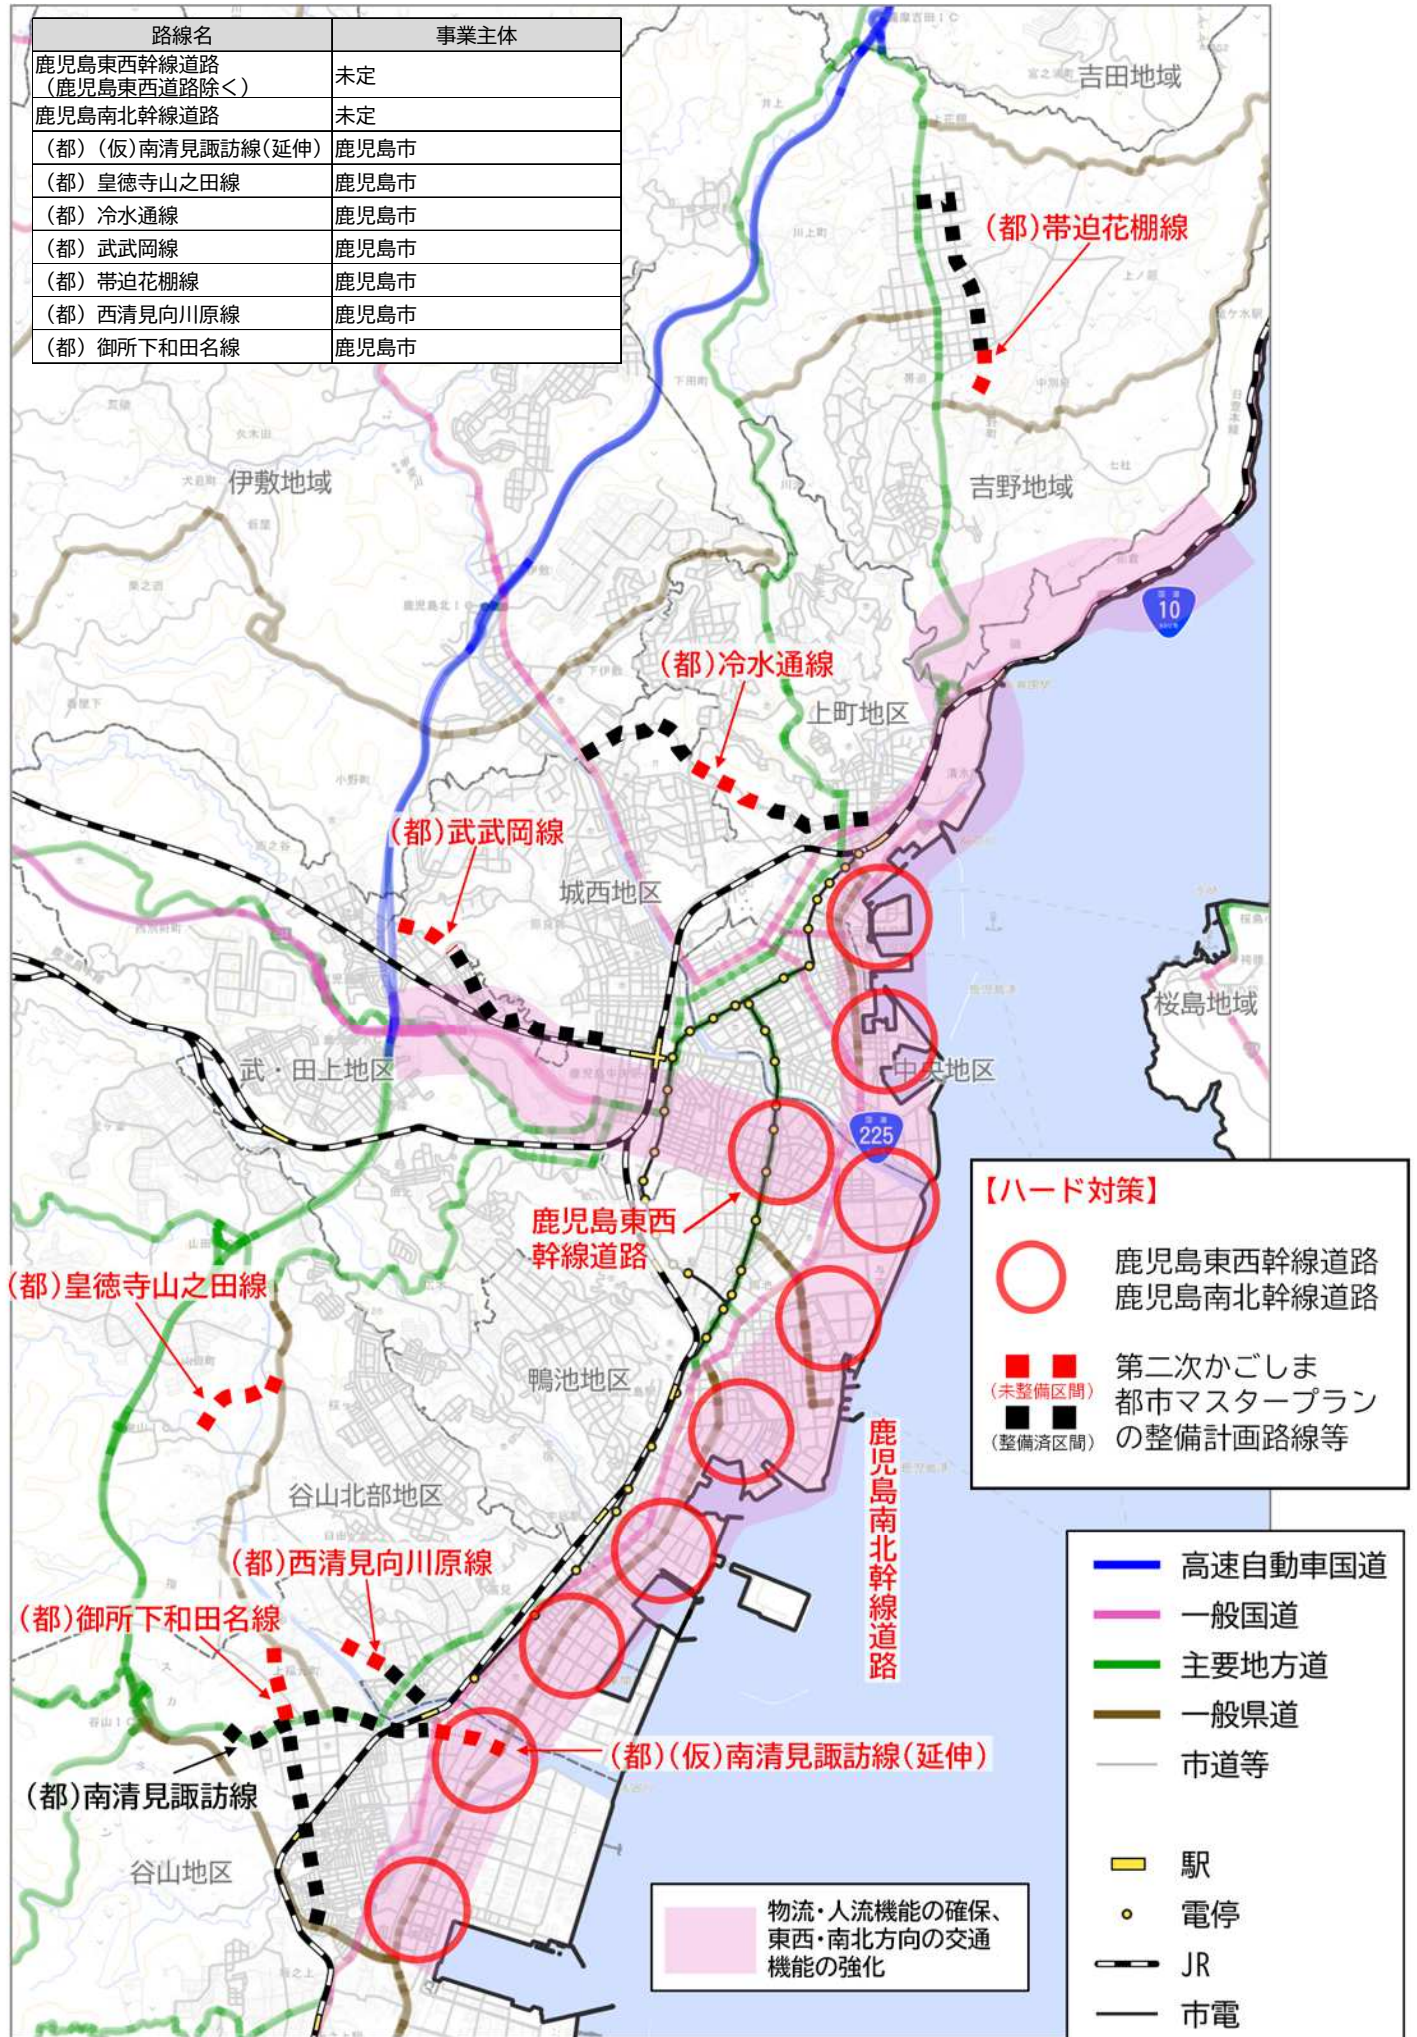 路線名 事業主体
鹿児島東西幹線道路
（鹿児島東西道路除く） 未定
鹿児島南北幹線道路 未定
（都）（仮）南清見諏訪線(延伸) 鹿児島市
（都）皇徳寺山之田線 鹿児島市
（都）冷水通線 鹿児島市
（都）武武岡線 鹿児島市
（都）帯迫花棚線 鹿児島市
（都）西清見向川原線 鹿児島市
（都）御所下和田名線 鹿児島市
吉田地域
（都）帯迫花棚線
伊敷地域
吉野地域
国道
10
（都）冷水通線
上町地区
（都）武武岡線
城西地区
桜島地域
武・田上地区
中央地区
国道
225
鹿児島東西
幹線道路
（都）皇徳寺山之田線
鴨池地区
谷山北部地区
鹿児島南北幹線道路
（都）西清見向川原線
（都）御所下和田名線
（都）(仮)南清見諏訪線(延伸)
（都）南清見諏訪線
谷山地区
【ハード対策】
鹿児島東西幹線道路
鹿児島南北幹線道路
(未整備区間)
(整備済区間)
第二次かごしま
都市マスタープラン
の整備計画路線等
高速自動車国道
一般国道
主要地方道
一般県道
市道等
駅
電停
JR
市電
物流・人流機能の確保、
東西・南北方向の交通
機能の強化